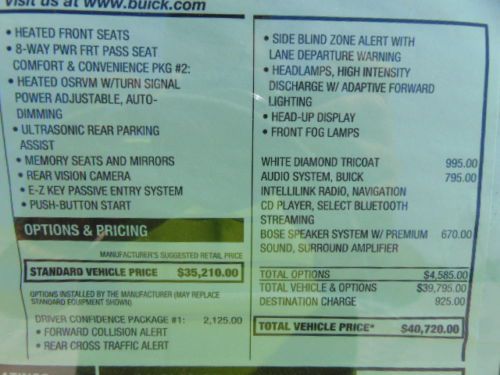 visit us at www.buick.com
• HEATED FRONT SEATS
• 8-WAY PWR FRT PASS SEAT
COMFORT & CONVENIENCE PKG #2:
• HEATED OSRVM W/TURN SIGNAL
POWER ADJUSTABLE, AUTO-
DIMMING
• ULTRASONIC REAR PARKING
ASSIST
• MEMORY SEATS AND MIRRORS
• REAR VISION CAMERA
• E-Z KEY PASSIVE ENTRY SYSTEM
• PUSH-BUTTON START
OPTIONS & PRICING
MANUFACTURER'S SUGGESTED RETAIL PRICE
STANDARD VEHICLE PRICE $35,210.00
OPTIONS INSTALLED BY THE MANUFACTURER (MAY REPLACE
STANDARD EQUIPMENT SHOWN)
DRIVER CONFIDENCE PACKAGE #1: 2,125.00
• FORWARD COLLISION ALERT
• REAR CROSS TRAFFIC ALERT
• SIDE BLIND ZONE ALERT WITH
LANE DEPARTURE WARNING
• HEADLAMPS, HIGH INTENSITY
DISCHARGE W/ ADAPTIVE FORWARD
LIGHTING
• HEAD-UP DISPLAY
• FRONT FOG LAMPS
WHITE DIAMOND TRICOAT 995.00
AUDIO SYSTEM, BUICK 795.00
INTELLILINK RADIO, NAVIGATION
CD PLAYER, SELECT BLUETOOTH
STREAMING
BOSE SPEAKER SYSTEM W/ PREMIUM 670.00
SOUND, SURROUND AMPLIFIER
TOTAL OPTIONS $4,585.00
TOTAL VEHICLE & OPTIONS $39,795.00
DESTINATION CHARGE 925.00
TOTAL VEHICLE PRICE* $40,720.00